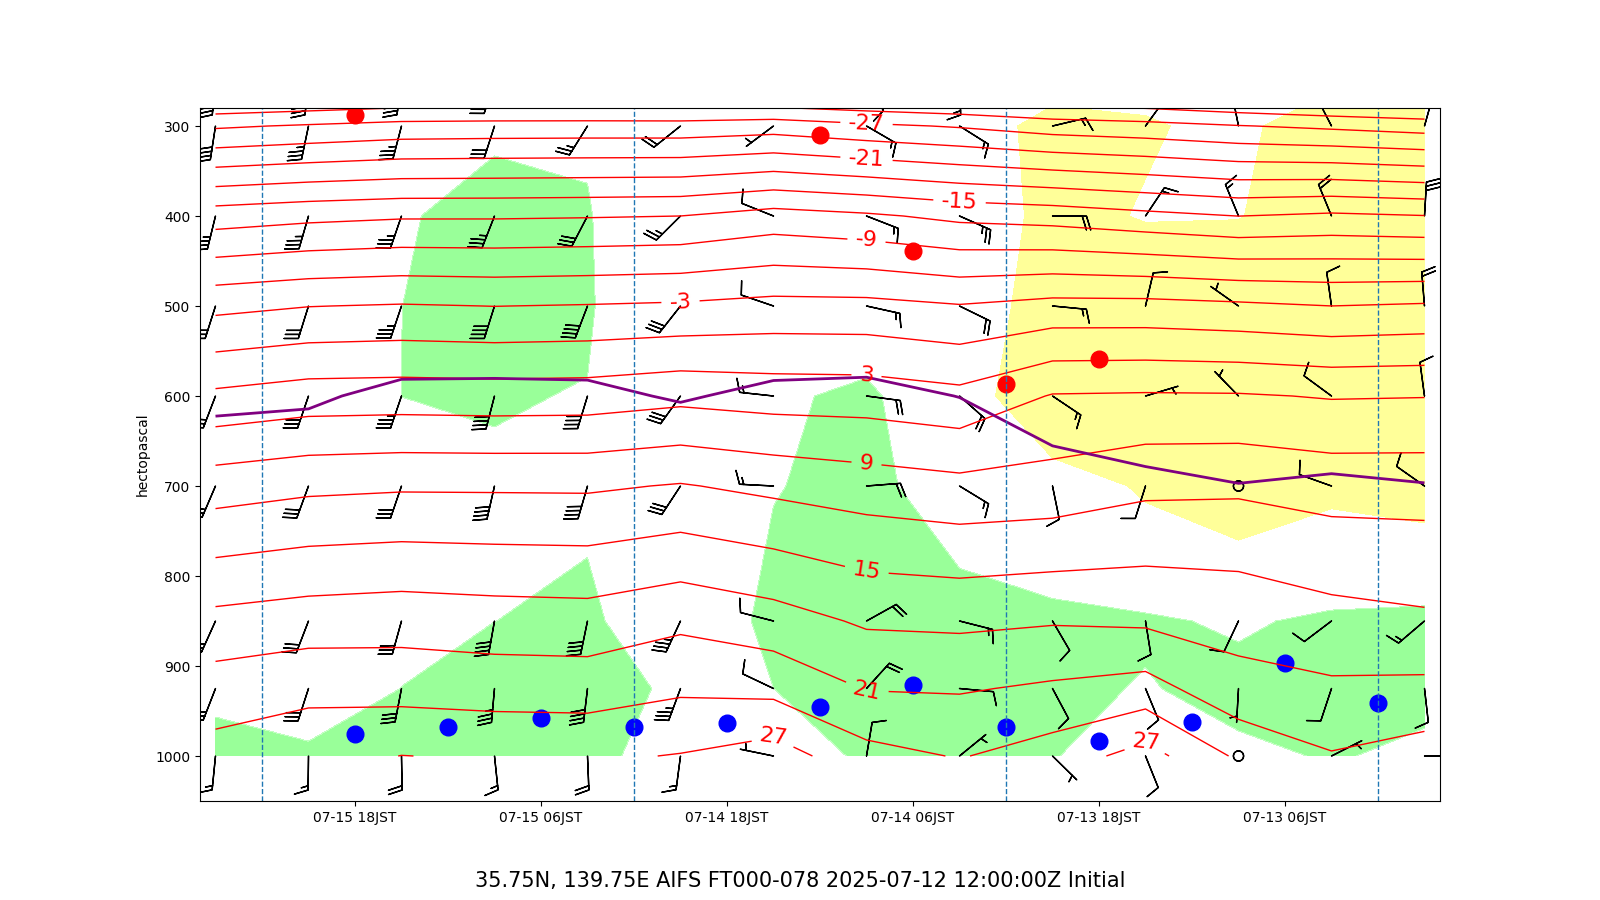 300
400
500
600
700
800
900
1000
hectopascal
-27
-21
-15
-9
-3
3
9
15
21
27
27
07-15 18JST
07-15 06JST
07-14 18JST
07-14 06JST
07-13 18JST
07-13 06JST
35.75N, 139.75E AIFS FT000-078 2025-07-12 12:00:00Z Initial